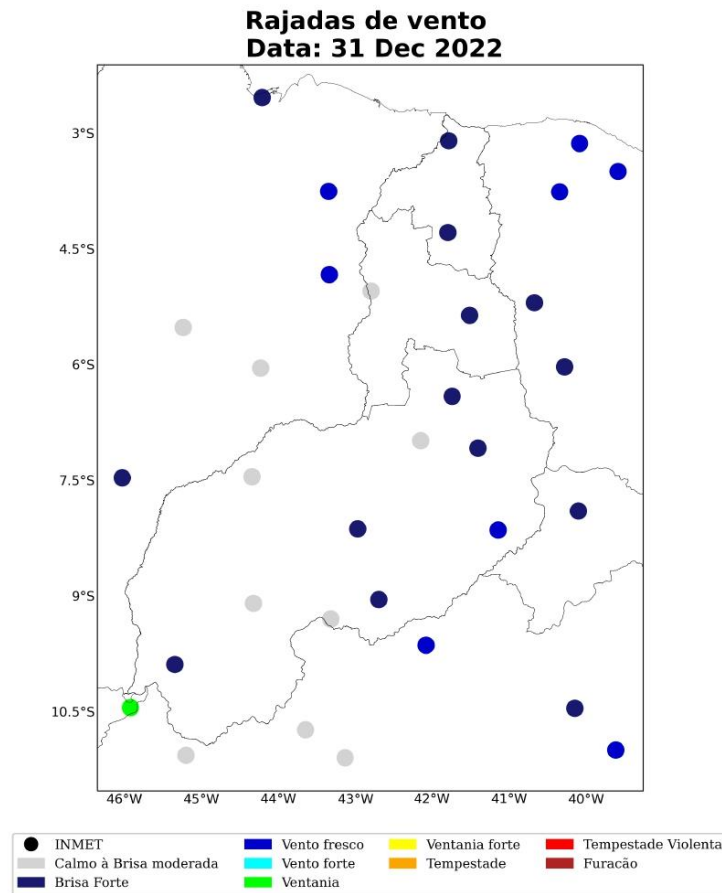 Rajadas de vento
Data: 31 Dec 2022
3°S
4.5°S
6°S
7.5°S
9°S
10.5°S
46°W 45°W 44°W 43°W 42°W 41°W 40°W
INMET Vento fresco Ventania forte Tempestade Violenta
Calmo à Brisa moderada Vento forte Tempestade Furacão
Brisa Forte Ventania